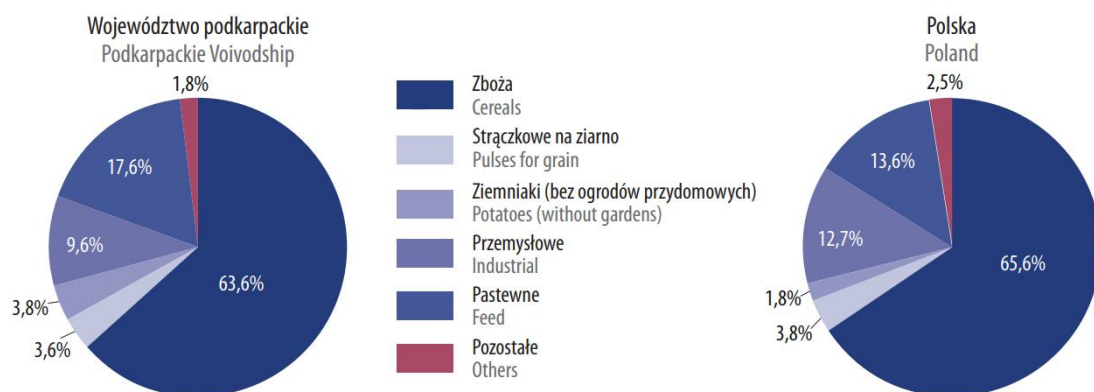 Województwo podkarpackie
Podkarpackie Voivodship
1,8%
17,6%
9,6%
3,8%
3,6%
63,6%
Zboża
Cereals
Strączkowe na ziarno
Pulses for grain
Ziemniaki (bez ogrodów przydomowych)
Potatoes (without gardens)
Przemysłowe
Industrial
Pastewne
Feed
Pozostałe
Others
Polska
Poland
2,5%
13,6%
12,7%
1,8%
3,8%
65,6%